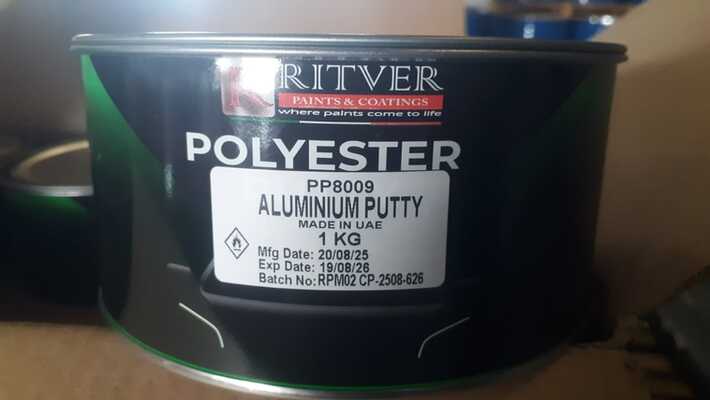 RITVER
PAINTS & COATINGS
where paints come to life
POLYESTER
PP8009
ALUMINIUM PUTTY
MADE IN UAE
1 KG
Mfg Date: 20/08/25
Exp Date: 19/08/26
Batch No: RPM02 CP-2508-626